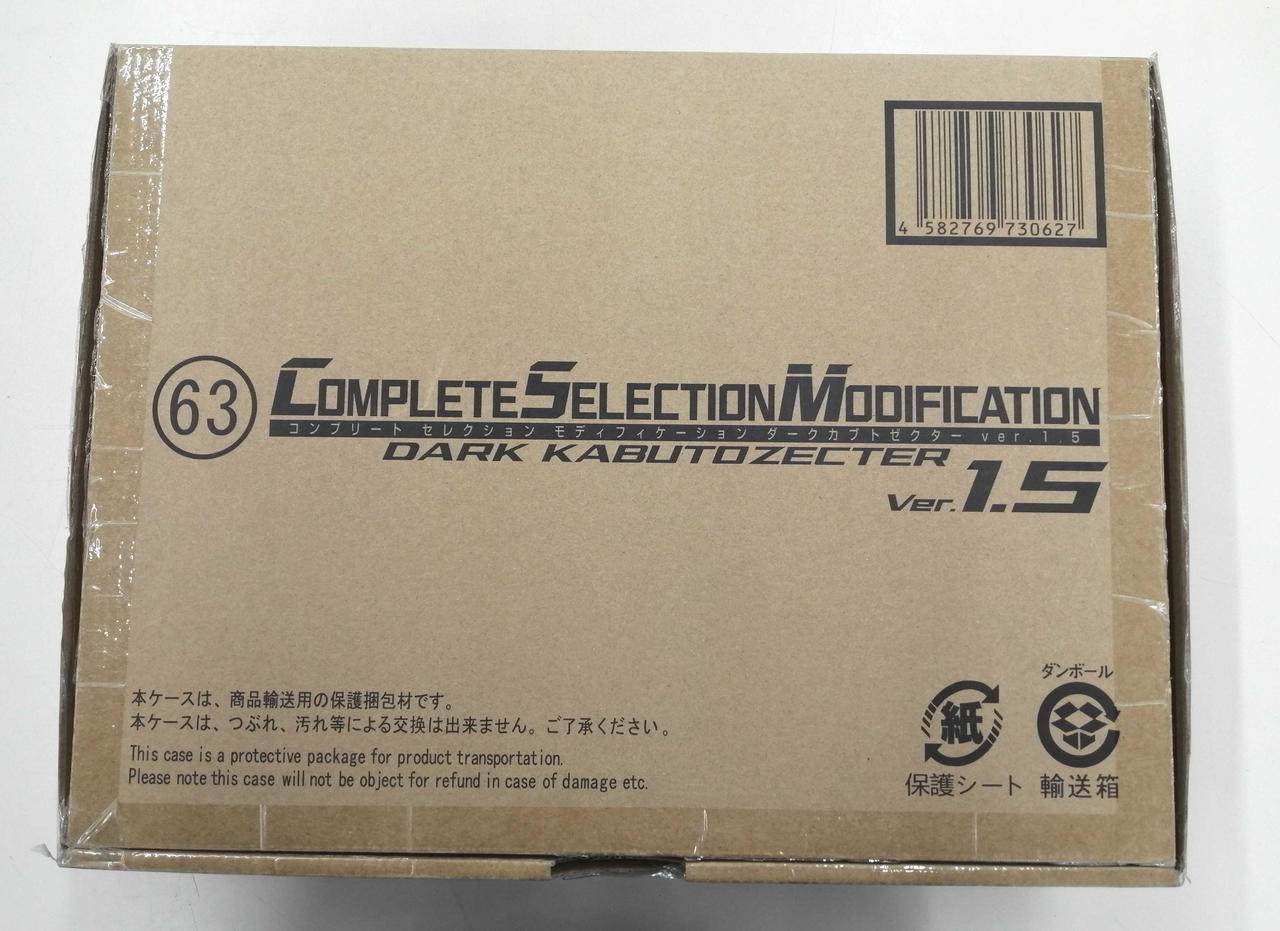 4 582769 730627
63
COMPLETE SELECTION MODIFICATION
コンプリート セレクション モディフィケーション ダークカブトゼクター ver.1.5
DARK KABUTOZECTER
Ver.1.5
本ケースは、商品輸送用の保護梱包材です。
本ケースは、つぶれ、汚れ等による交換は出来ません。ご了承ください。
This case is a protective package for product transportation.
Please note this case will not be object for refund in case of damage etc.
紙
保護シート
ダンボール
輸送箱